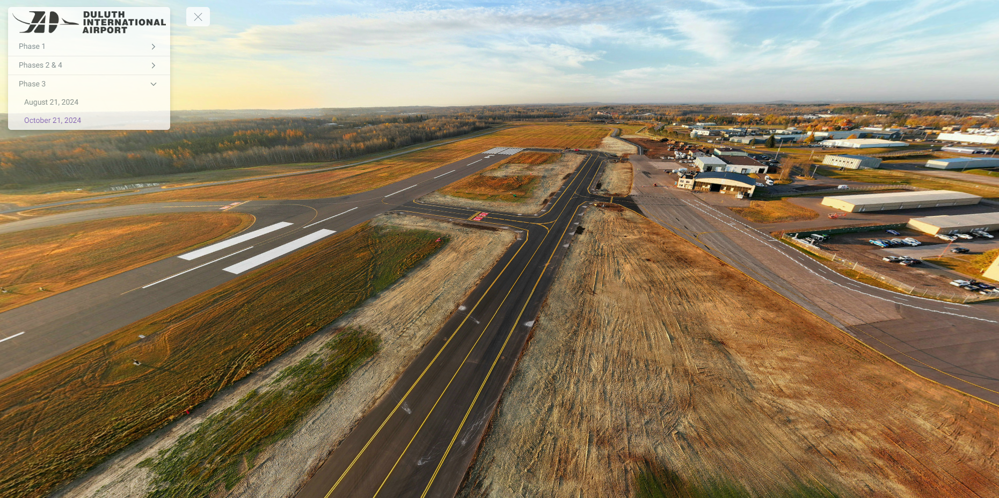 DULUTH
INTERNATIONAL
AIRPORT
Phase 1
Phases 2 & 4
Phase 3
August 21, 2024
October 21, 2024